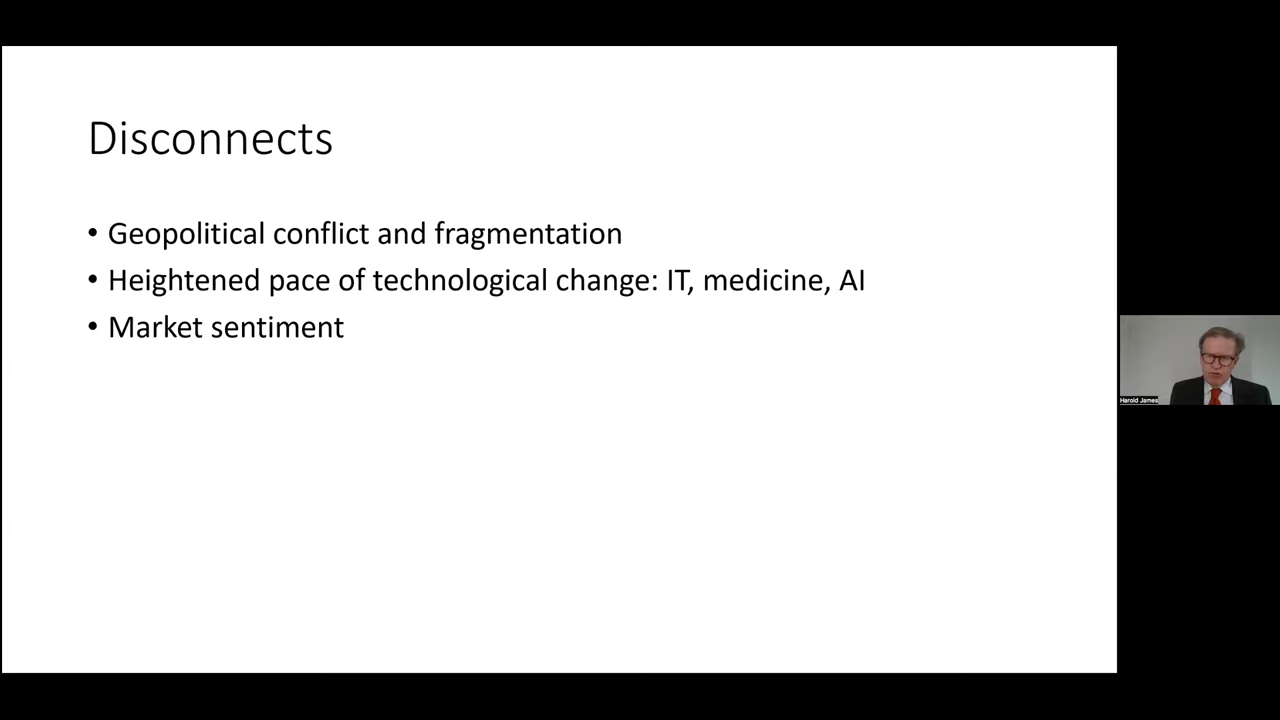 Disconnects
• Geopolitical conflict and fragmentation
• Heightened pace of technological change: IT, medicine, AI
• Market sentiment
Harold James